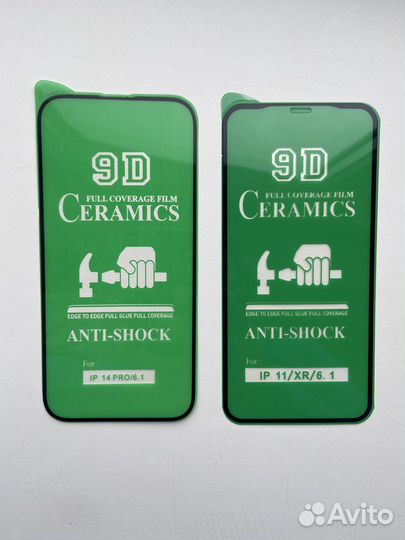 9D
FULL COVERAGE FILM
CERAMICS
EDGE TO EDGE FULL GLUE FULL COVERAGE
ANTI-SHOCK
For :
IP 14 PRO/6.1
9D
FULL COVERAGE FILM
CERAMICS
EDGE TO EDGE FULL GLUE FULL COVERAGE
ANTI-SHOCK
For
IP 11/XR/6.1
Avito